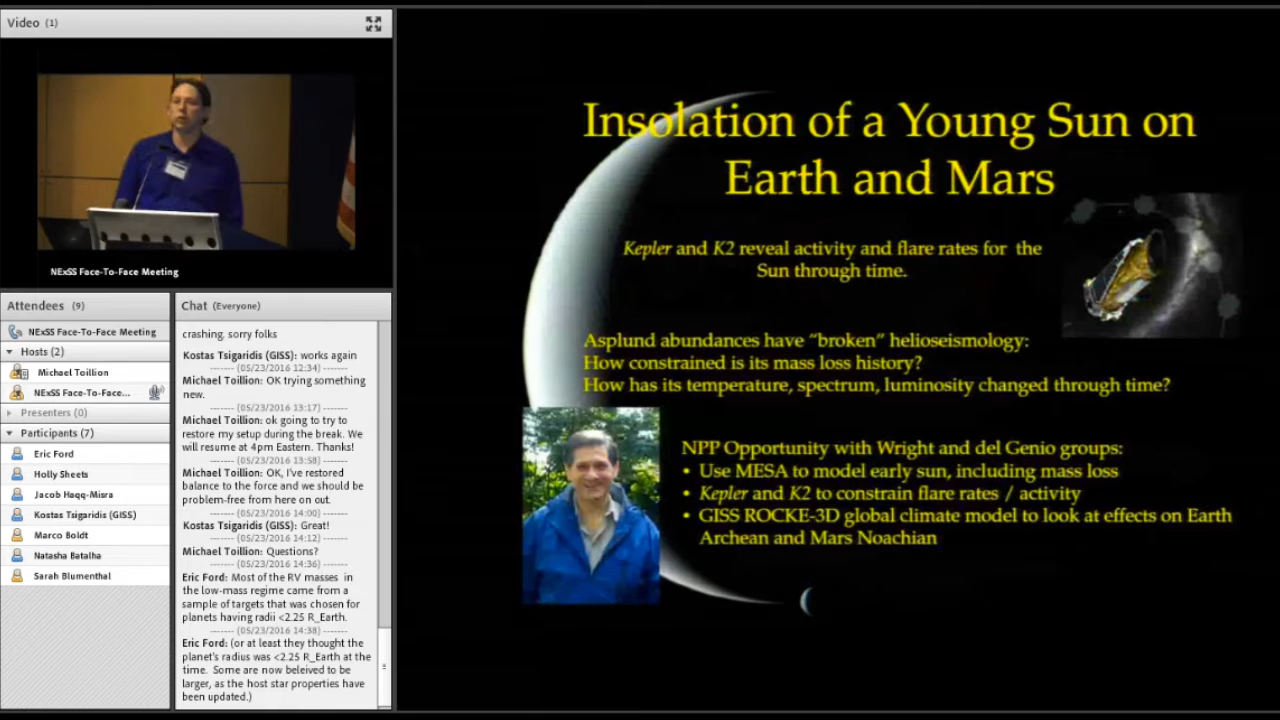 Video (1)
NExSS Face-To-Face Meeting
Attendees (9)
NExSS Face-To-Face Meeting
Hosts (2)
Michael Toillion
NExSS Face-To-Face...
Presenters (0)
Participants (7)
Eric Ford
Holly Sheets
Jacob Haqq-Misra
Kostas Tsigaridis (GISS)
Marco Boldt
Natasha Batalha
Sarah Blumenthal
Chat (Everyone)
crashing. sorry folks
Kostas Tsigaridis (GISS): works again
------- (05/23/2016 12:34) -------
Michael Toillion: OK trying something
new.
------- (05/23/2016 13:17) -------
Michael Toillion: ok going to try to
restore my setup during the break. We
will resume at 4pm Eastern. Thanks!
------- (05/23/2016 13:58) -------
Michael Toillion: OK, I've restored
balance to the force and we should be
problem-free from here on out.
------- (05/23/2016 14:00) -------
Kostas Tsigaridis (GISS): Great!
------- (05/23/2016 14:12) -------
Michael Toillion: Questions?
------- (05/23/2016 14:36) -------
Eric Ford: Most of the RV masses in
the low-mass regime came from a
sample of targets that was chosen for
planets having radii <2.25 R_Earth.
------- (05/23/2016 14:38) -------
Eric Ford: (or at least they thought the
planet's radius was <2.25 R_Earth at the
time. Some are now beleived to be
larger, as the host star properties have
been updated.)
Insolation of a Young Sun on
Earth and Mars
Kepler and K2 reveal activity and flare rates for the
Sun through time.
Asplund abundances have "broken" helioseismology:
How constrained is its mass loss history?
How has its temperature, spectrum, luminosity changed through time?
NPP Opportunity with Wright and del Genio groups:
• Use MESA to model early sun, including mass loss
• Kepler and K2 to constrain flare rates / activity
• GISS ROCKE-3D global climate model to look at effects on Earth
Archean and Mars Noachian